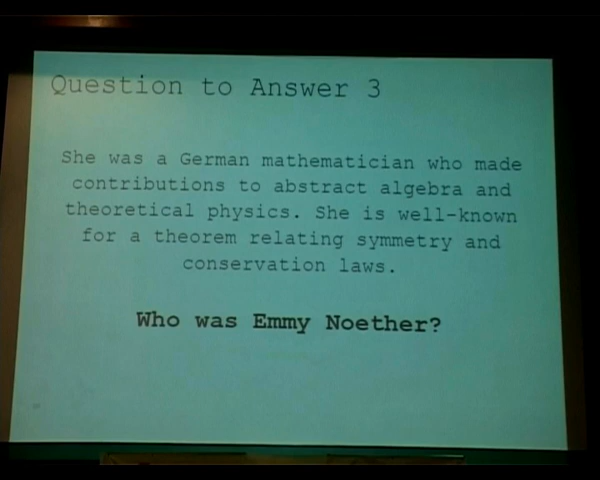 Question to Answer 3
She was a German mathematician who made
contributions to abstract algebra and
theoretical physics. She is well-known
for a theorem relating symmetry and
conservation laws.
Who was Emmy Noether?